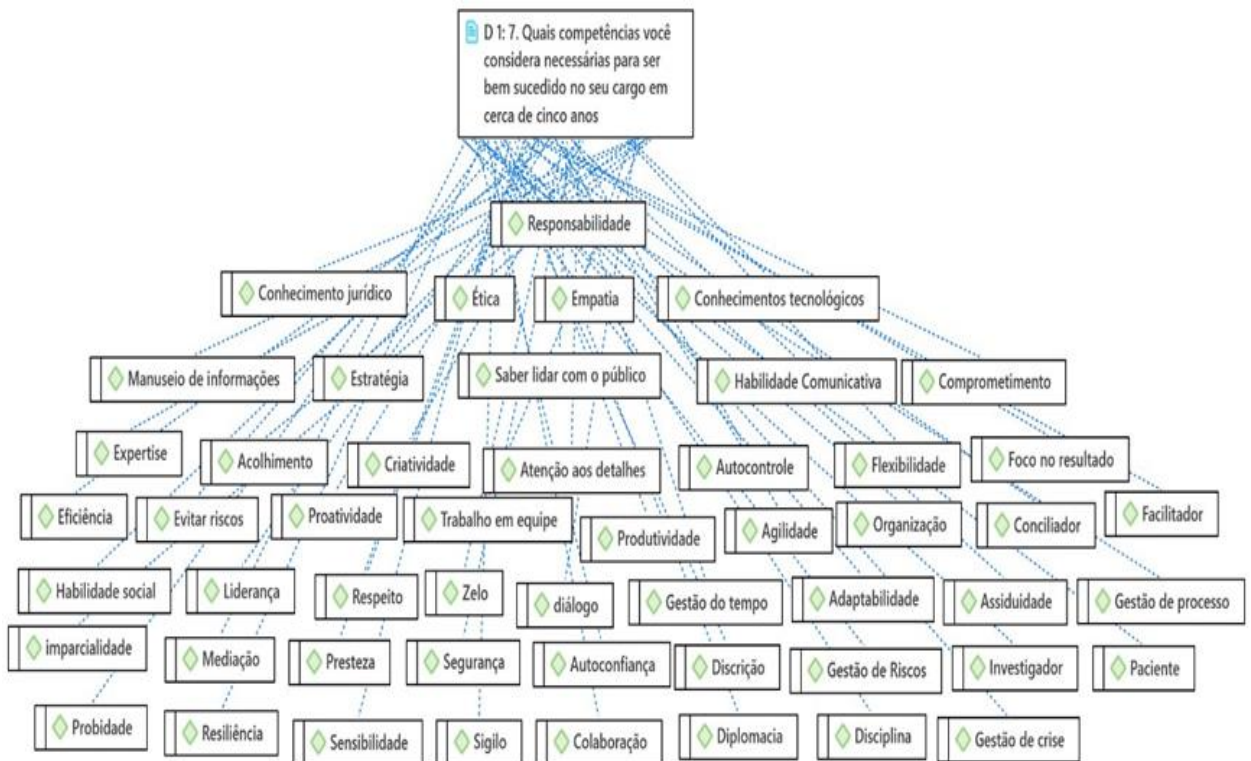 D 1: 7. Quais competências você
considera necessárias para ser
bem sucedido no seu cargo em
cerca de cinco anos
Responsabilidade
Conhecimento jurídico
Ética
Empatia
Conhecimentos tecnológicos
Manuseio de informações
Estratégia
Saber lidar com o público
Habilidade Comunicativa
Comprometimento
Expertise
Acolhimento
Criatividade
Atenção aos detalhes
Autocontrole
Flexibilidade
Foco no resultado
Eficiência
Evitar riscos
Proatividade
Trabalho em equipe
Produtividade
Agilidade
Organização
Conciliador
Facilitador
Habilidade social
Liderança
Respeito
Zelo
diálogo
Gestão do tempo
Adaptabilidade
Assiduidade
Gestão de processo
imparcialidade
Mediação
Presteza
Segurança
Autoconfiança
Discrição
Gestão de Riscos
Investigador
Paciente
Probidade
Resiliência
Sensibilidade
Sigilo
Colaboração
Diplomacia
Disciplina
Gestão de crise